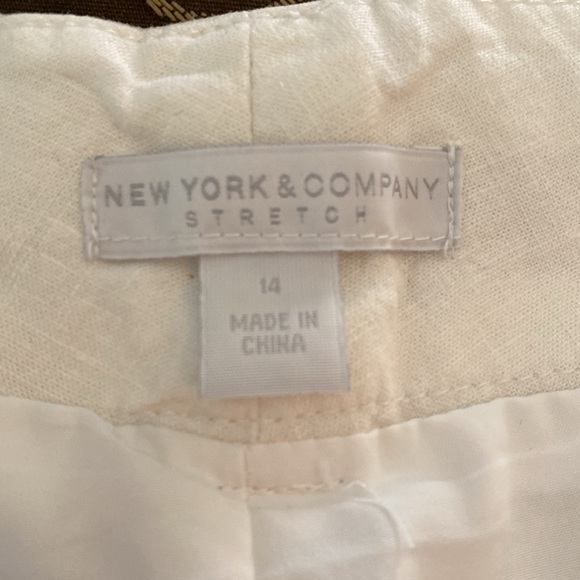 NEW YORK & COMPANY
STRETCH
14
MADE IN
CHINA